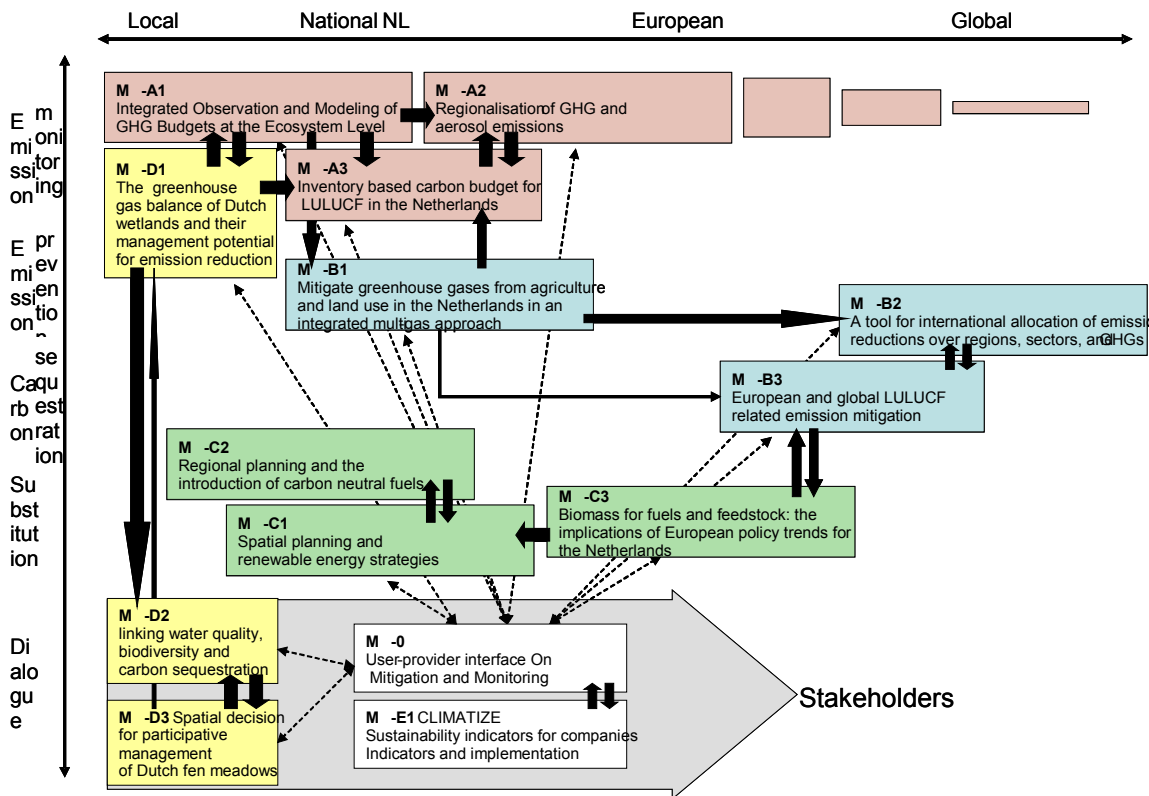 Local National NL European Global
M -A1
Integrated Observation and Modeling of
GHG Budgets at the Ecosystem Level
M -A2
Regionalisation of GHG and
aerosol emissions
E
mi
ssi
on
m
oni
tor
ing
M -D1
The greenhouse
gas balance of Dutch
wetlands and their
management potential
for emission reduction
M -A3
Inventory based carbon budget for
LULUCF in the Netherlands
E
mi
ssi
on
pr
ev
en
tio
n
M -B1
Mitigate greenhouse gases from agriculture
and land use in the Netherlands in an
integrated multigas approach
M -B2
A tool for international allocation of emissi
reductions over regions, sectors, and GHGs
M -B3
European and global LULUCF
related emission mitigation
Ca
rb
on
se
qu
est
rat
ion
M -C2
Regional planning and the
introduction of carbon neutral fuels
Su
bst
itut
ion
M -C1
Spatial planning and
renewable energy strategies
M -C3
Biomass for fuels and feedstock: the
implications of European policy trends for
the Netherlands
Di
alo
gu
e
M -D2
linking water quality,
biodiversity and
carbon sequestration
M -0
User-provider interface On
Mitigation and Monitoring
M -D3 Spatial decision
for participative
management
of Dutch fen meadows
M -E1 CLIMATIZE
Sustainability indicators for companies
Indicators and implementation
Stakeholders